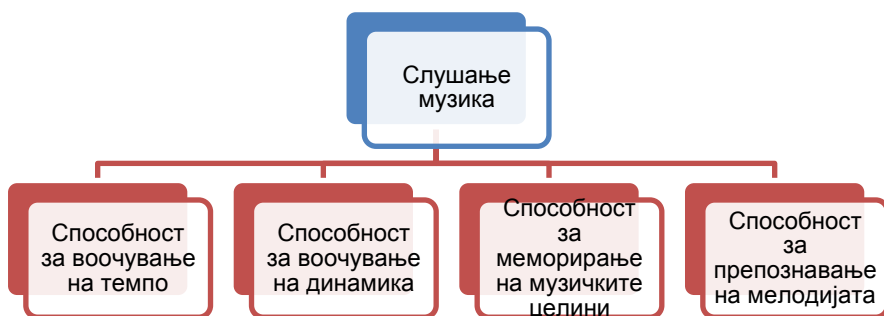 Слушање
музика
Способност
за воочување
на темпо
Способност
за воочување
на динамика
Способност
за
меморирање
на музичките
целини
Способност
за
препознавање
на мелодијата